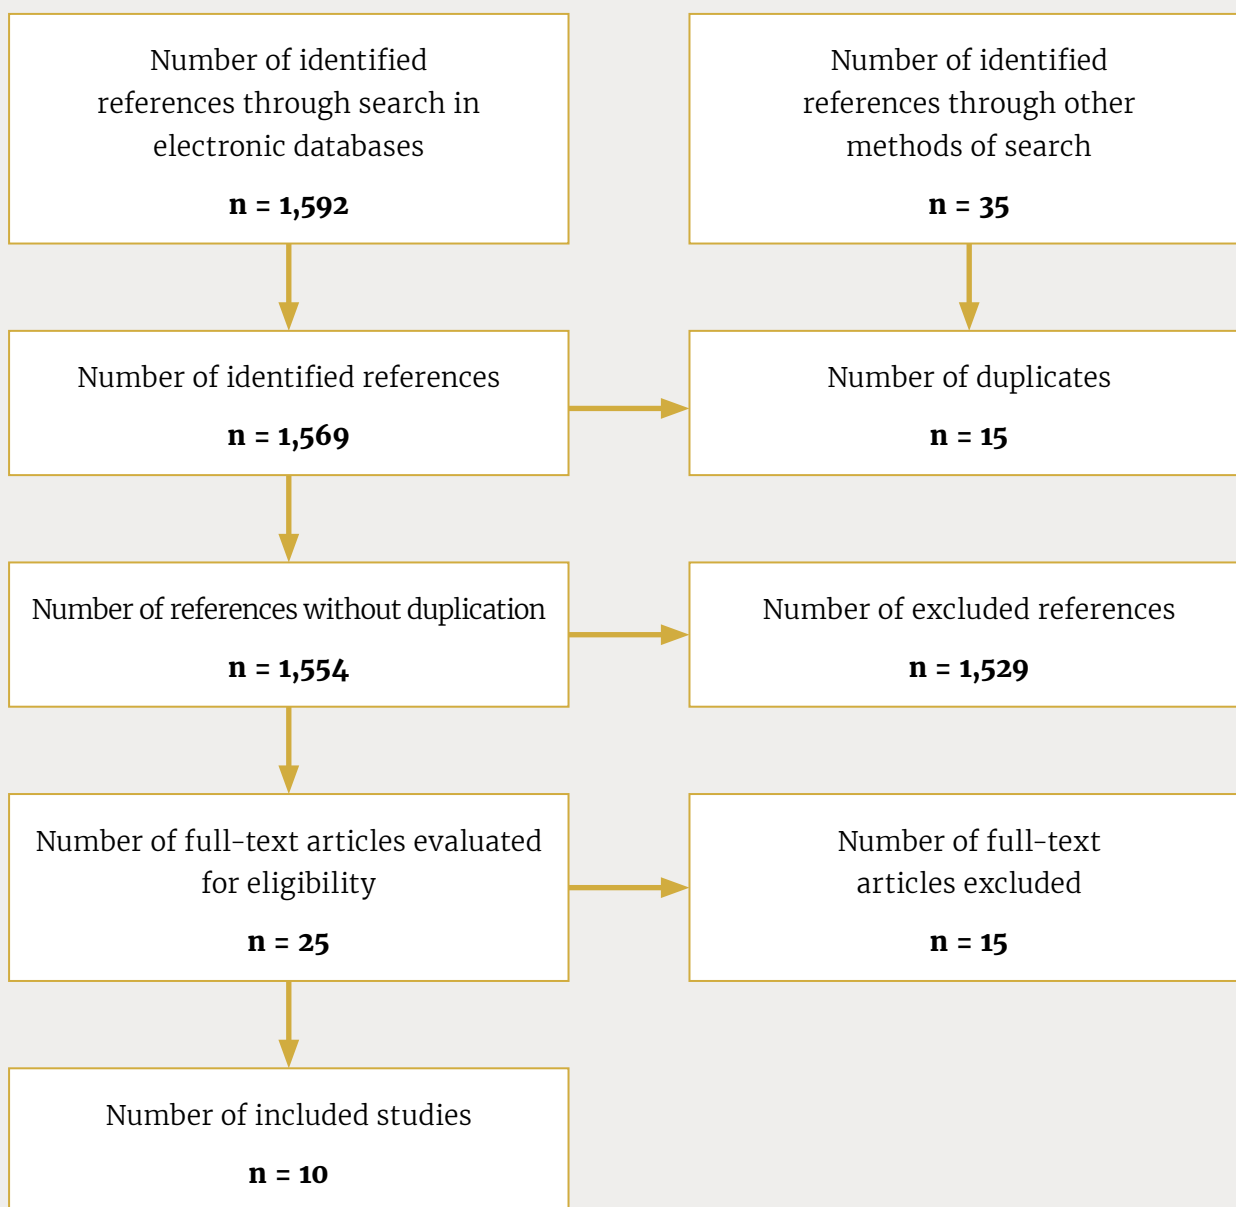 Number of identified
references through search in
electronic databases
n = 1,592
Number of identified
references through other
methods of search
n = 35
Number of identified references
n = 1,569
Number of duplicates
n = 15
Number of references without duplication
n = 1,554
Number of excluded references
n = 1,529
Number of full-text articles evaluated
for eligibility
n = 25
Number of full-text
articles excluded
n = 15
Number of included studies
n = 10